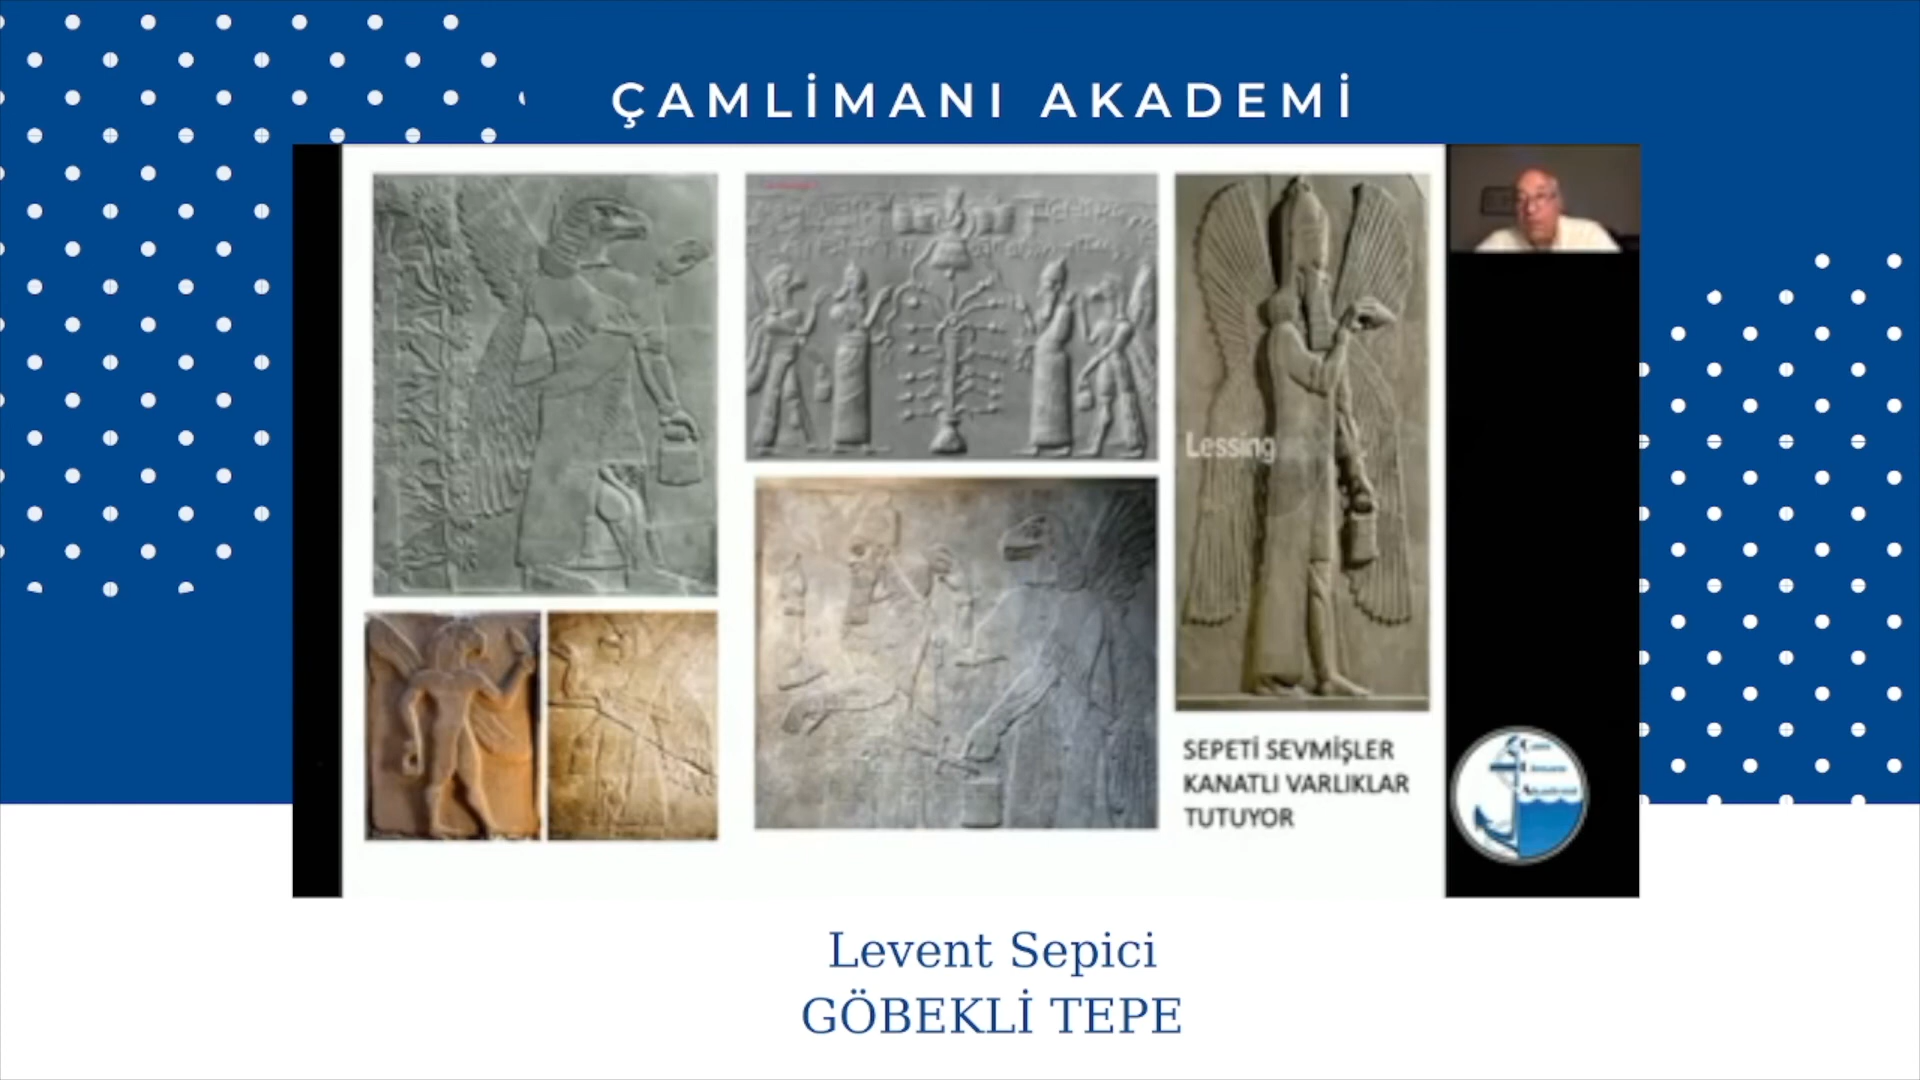 ÇAMLİMANI AKADEMİ
Lessing
SEPETİ SEVMİŞLER
KANATLI VARLIKLAR
TUTUYOR
Levent Sepici
GÖBEKLİ TEPE